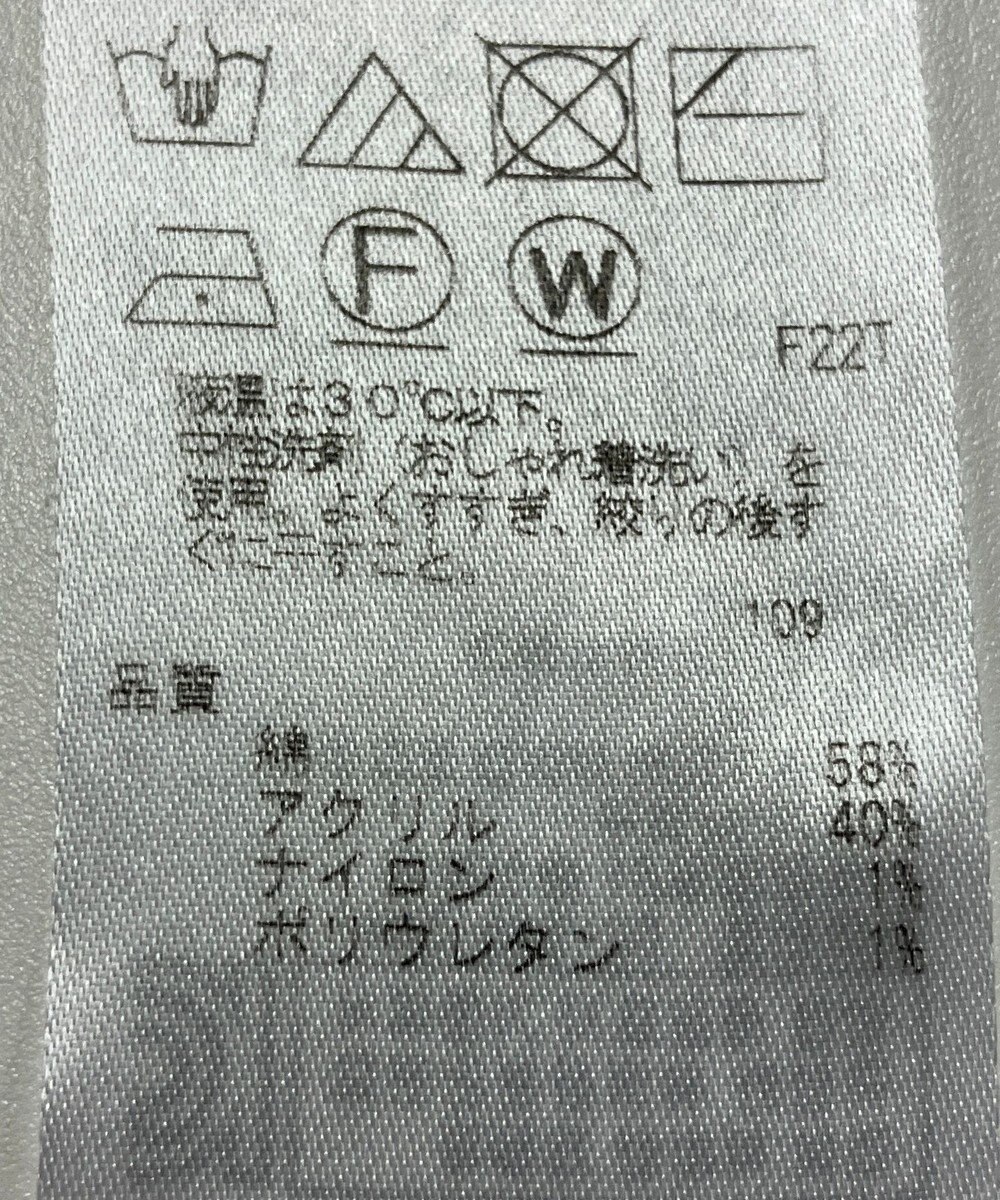 F
W
F22T
液温は30℃以下。
中性洗剤（おしゃれ着洗い）を
使用。よくすすぎ、絞りの後す
ぐに干すこと。
109
品質
綿 58%
アクリル 40%
ナイロン 1%
ポリウレタン 1%